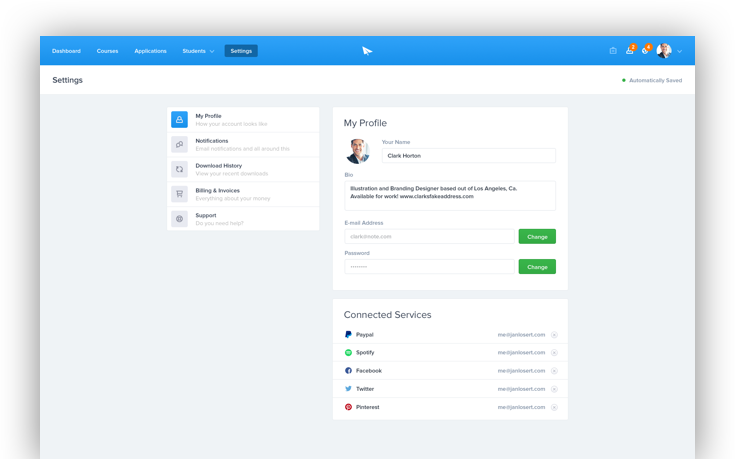 Dashboard
Courses
Applications
Students
Settings
2
4
Settings
Automatically Saved
My Profile
How your account looks like
Notifications
Email notifications and all around this
Download History
View your recent downloads
Billing & Invoices
Everything about your money
Support
Do you need help?
My Profile
Your Name
Clark Horton
Bio
Illustration and Branding Designer based out of Los Angeles, Ca.
Available for work! www.clarksfakeaddress.com
E-mail Address
Change
Password
Change
Connected Services
Paypal me@janlosert.com
Spotify me@janlosert.com
Facebook me@janlosert.com
Twitter me@janlosert.com
Pinterest me@janlosert.com